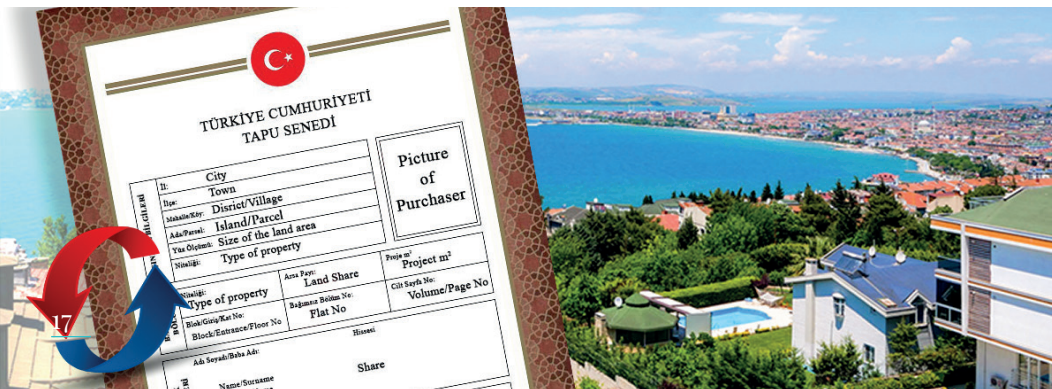 TÜRKİYE CUMHURİYETİ
TAPU SENEDİ
Picture
of
Purchaser
BİLGİLERİ
İl: City
İlçe: Town
Mahalle/Köy: Disrict/Village
Ada/Parsel: Island/Parcel
Yüz Ölçümü: Size of the land area
Niteliği: Type of property
Niteliği: Type of property
Arsa Payı: Land Share
Proje m² Project m²
Blok/Giriş/Kat No: Block/Entrance/Floor No
Bağımsız Bölüm No: Flat No
Cilt Sayfa No: Volume/Page No
Adı Soyadı/Baba Adı:
Hissesi
Name/Surname
Share
17